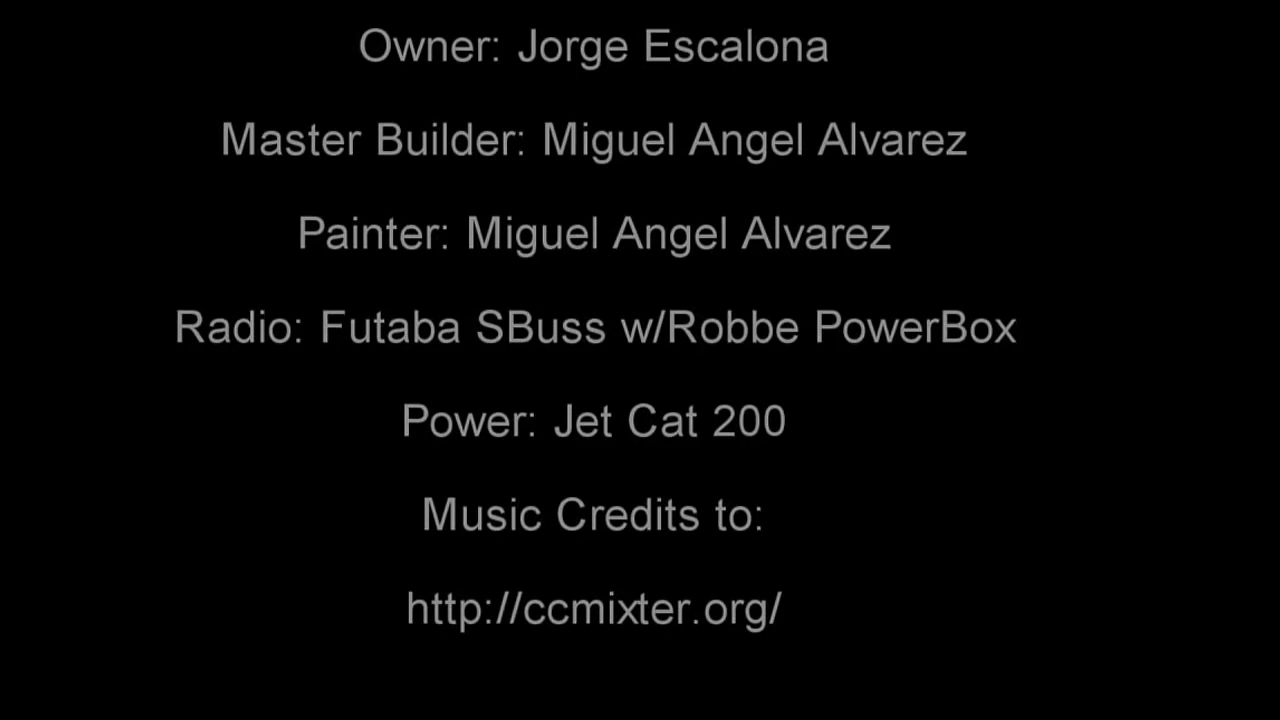 Owner: Jorge Escalona
Master Builder: Miguel Angel Alvarez
Painter: Miguel Angel Alvarez
Radio: Futaba SBuss w/Robbe PowerBox
Power: Jet Cat 200
Music Credits to:
http://ccmixter.org/